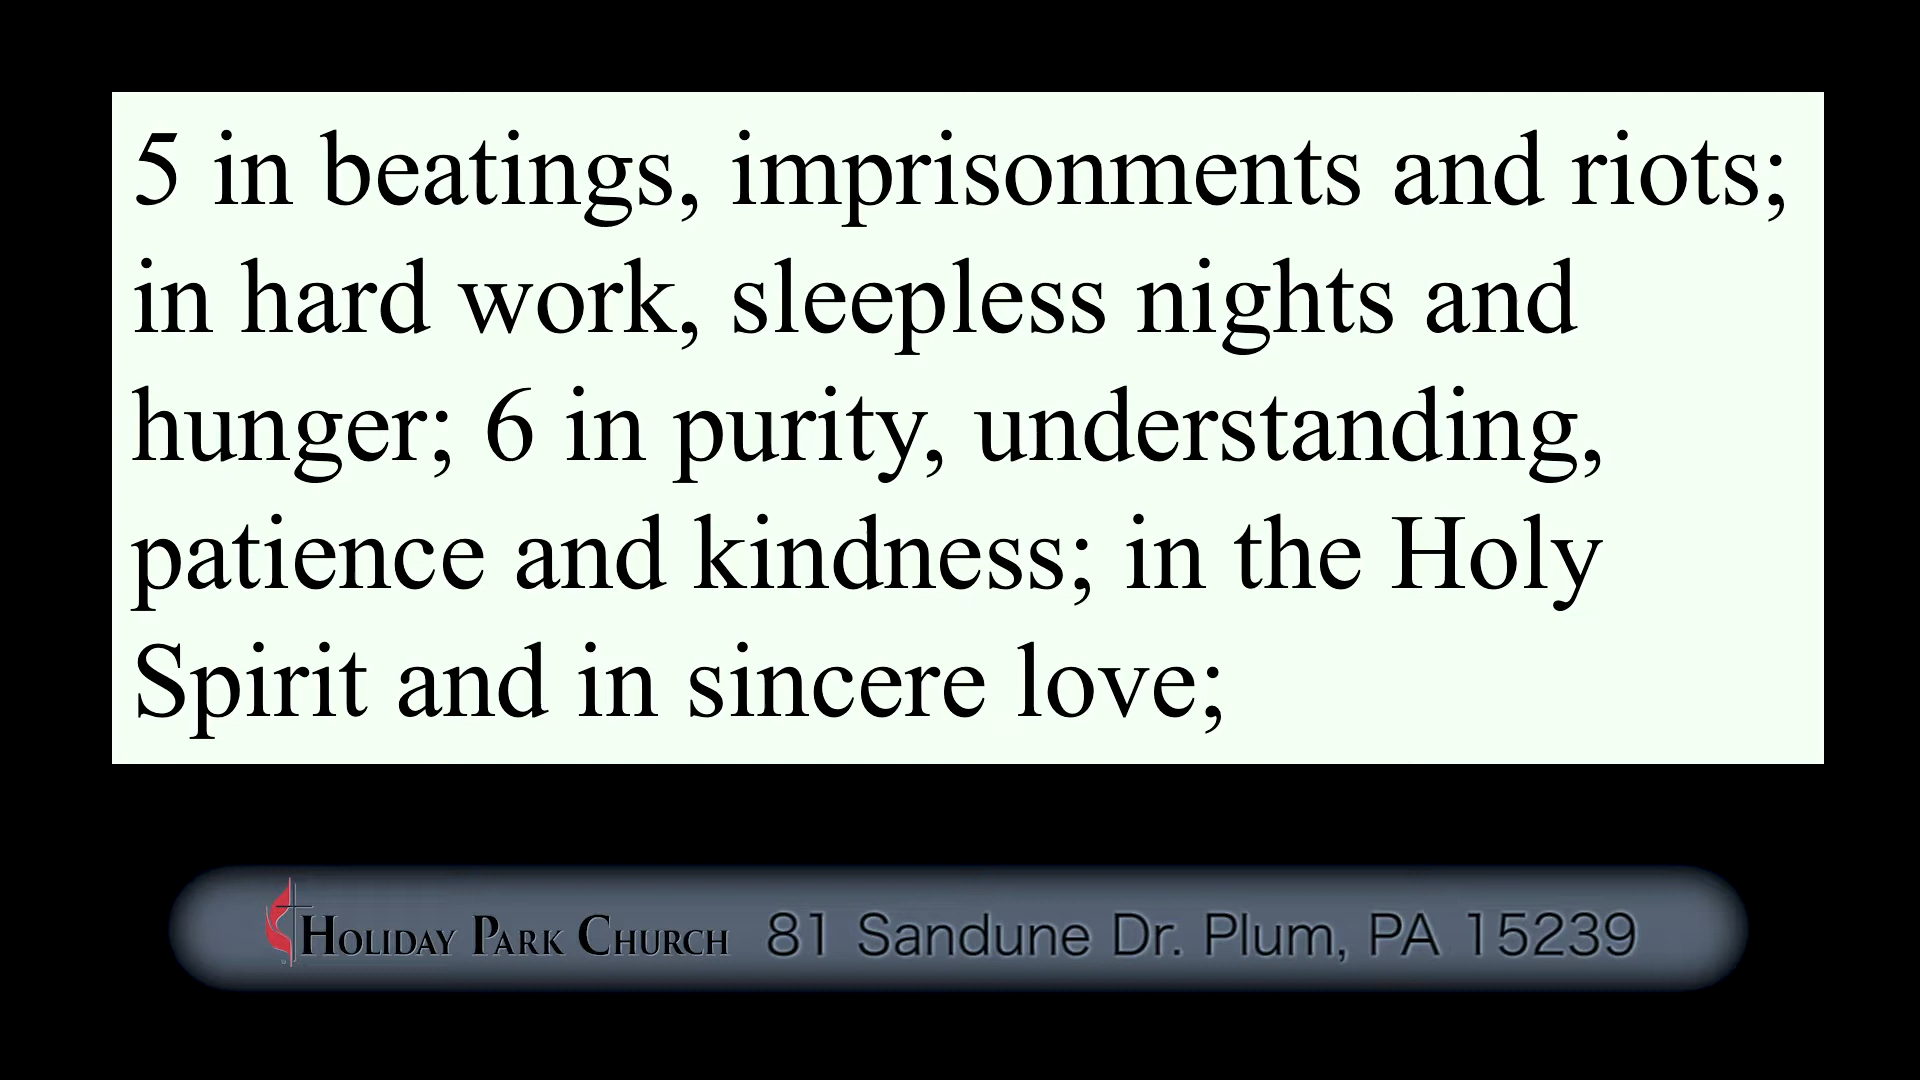 5 in beatings, imprisonments and riots;
in hard work, sleepless nights and
hunger; 6 in purity, understanding,
patience and kindness; in the Holy
Spirit and in sincere love;
HOLIDAY PARK CHURCH 81 Sandune Dr. Plum, PA 15239